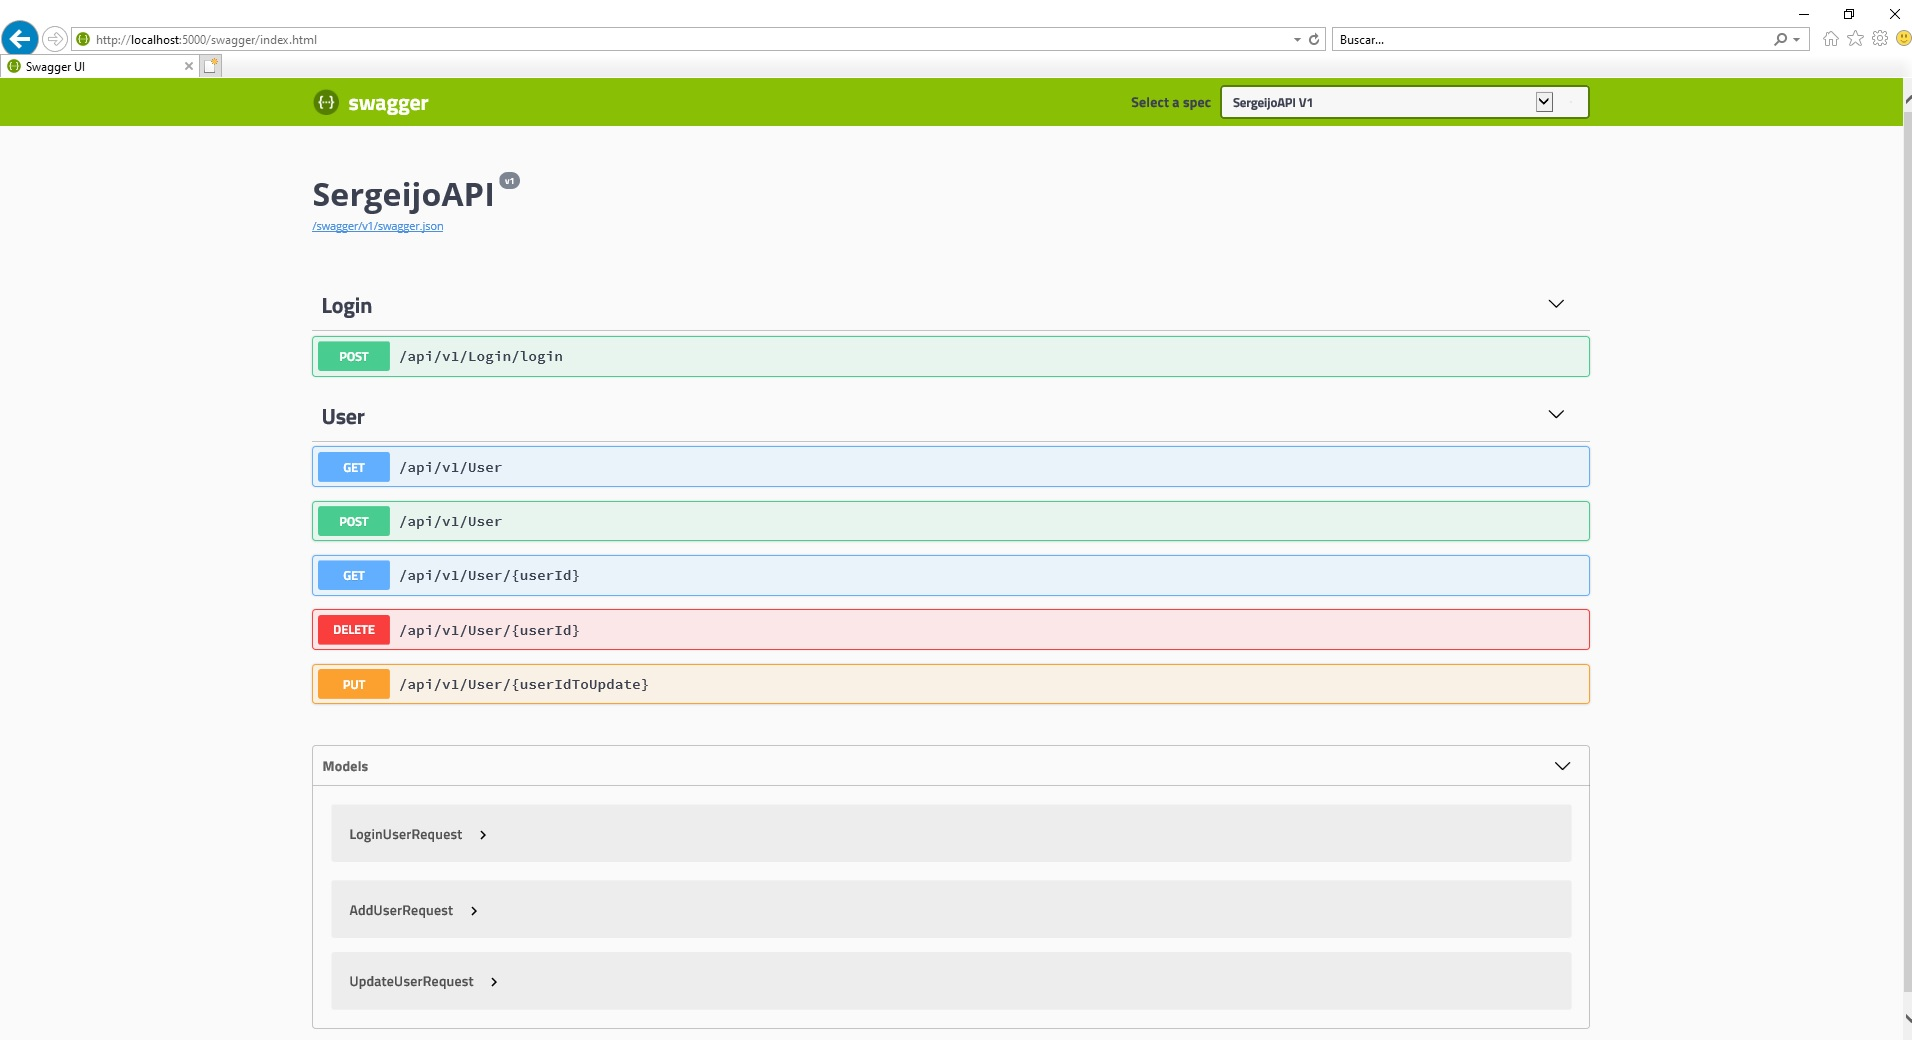 http://localhost:5000/swagger/index.html
Buscar...
Swagger UI
{···} swagger
Select a spec
SergeijoAPI V1
SergeijoAPI v1
/swagger/v1/swagger.json
Login
POST /api/v1/Login/login
User
GET /api/v1/User
POST /api/v1/User
GET /api/v1/User/{userId}
DELETE /api/v1/User/{userId}
PUT /api/v1/User/{userIdToUpdate}
Models
LoginUserRequest
AddUserRequest
UpdateUserRequest